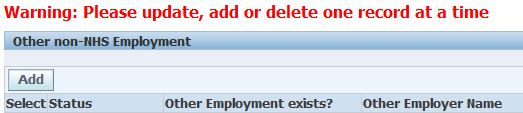 Warning: Please update, add or delete one record at a time
Other non-NHS Employment
Add
Select Status Other Employment exists? Other Employer Name